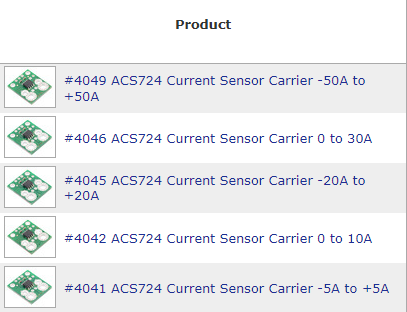 Product
#4049 ACS724 Current Sensor Carrier -50A to
+50A
#4046 ACS724 Current Sensor Carrier 0 to 30A
#4045 ACS724 Current Sensor Carrier -20A to
+20A
#4042 ACS724 Current Sensor Carrier 0 to 10A
#4041 ACS724 Current Sensor Carrier -5A to +5A